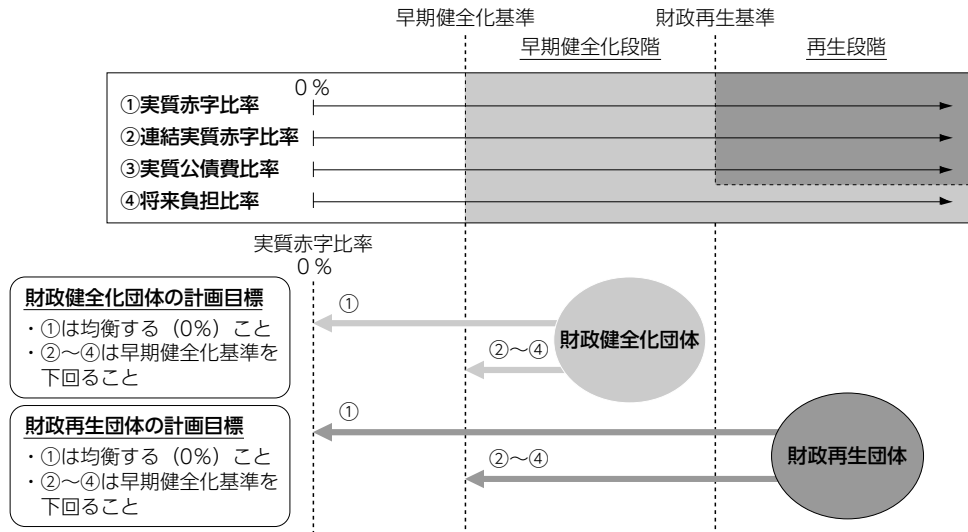 早期健全化基準　財政再生基準
早期健全化段階　再生段階
0％
①実質赤字比率
②連結実質赤字比率
③実質公債費比率
④将来負担比率
実質赤字比率
0％
財政健全化団体の計画目標
・①は均衡する（0％）こと
・②～④は早期健全化基準を
下回ること
①
②～④
財政健全化団体
財政再生団体の計画目標
・①は均衡する（0％）こと
・②～④は早期健全化基準を
下回ること
①
②～④
財政再生団体